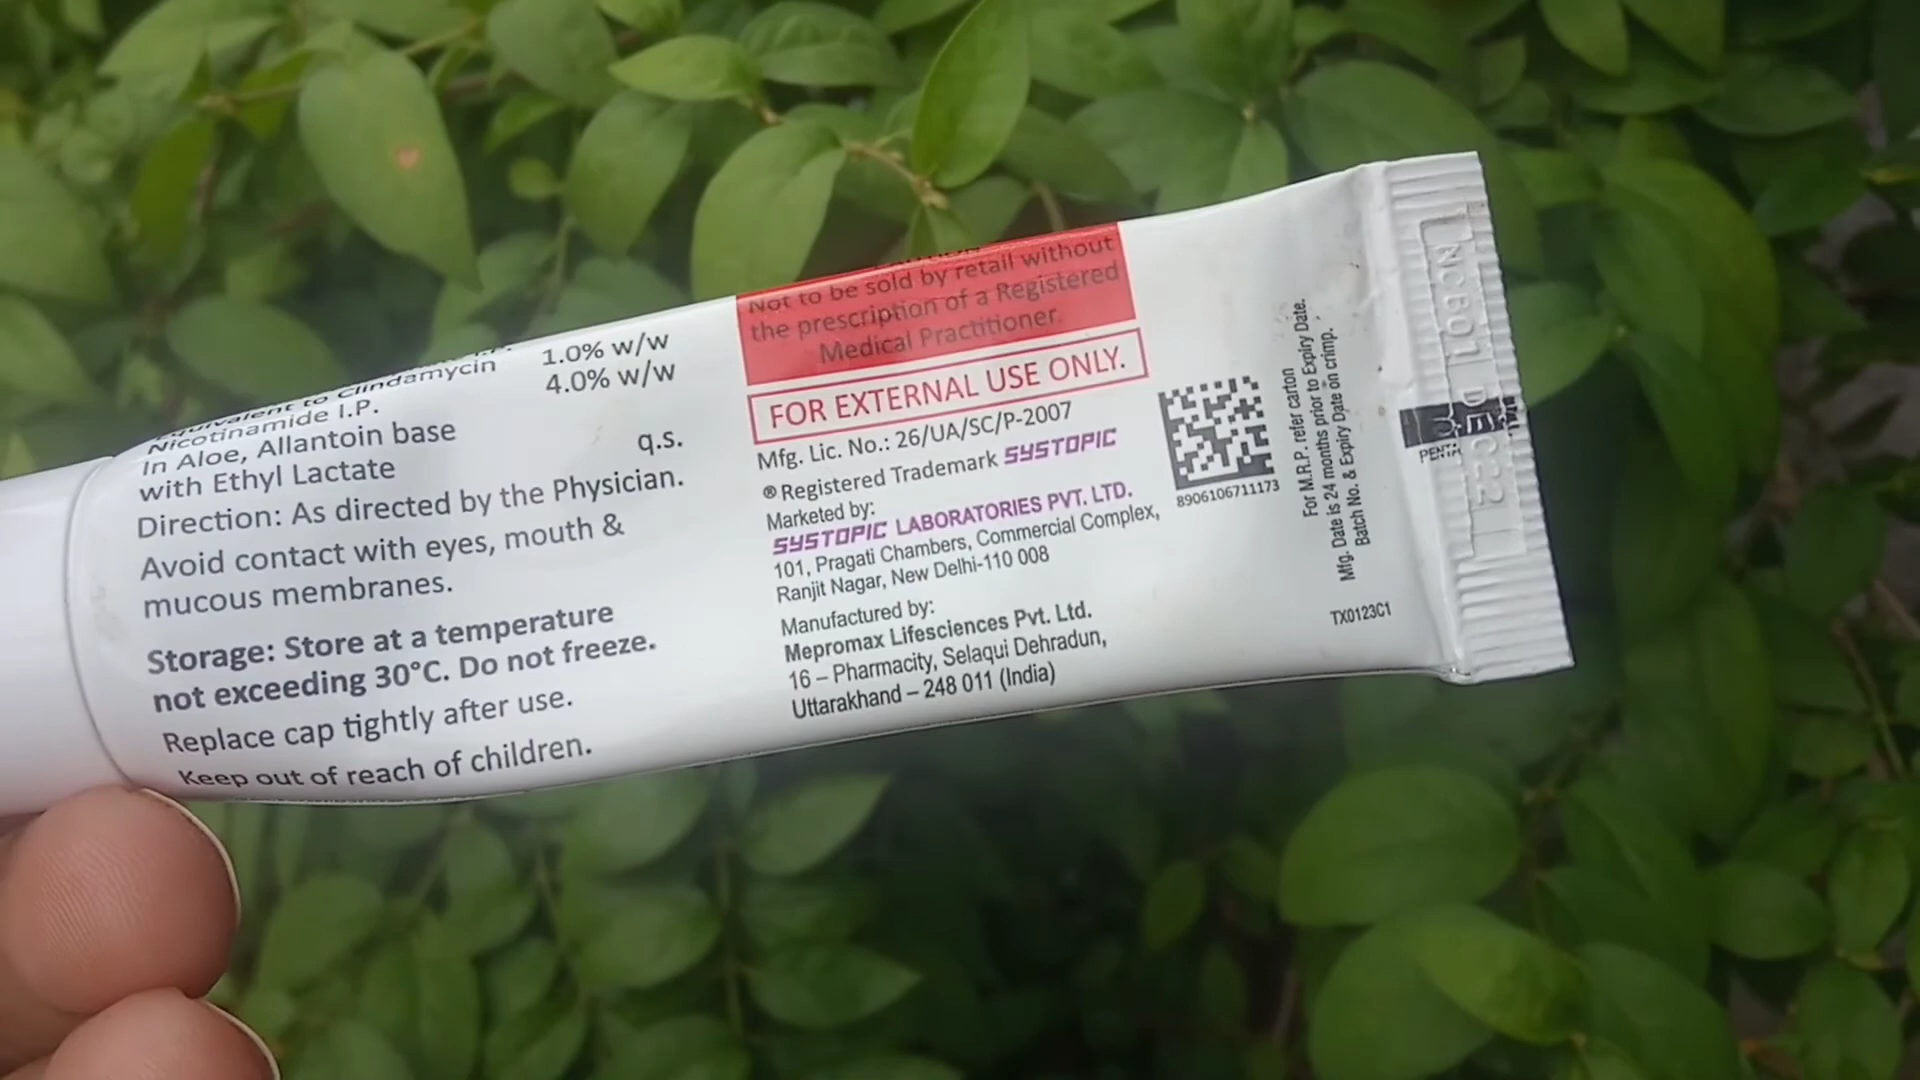 Equivalent to Clindamycin 1.0% w/w
Nicotinamide I.P. 4.0% w/w
In Aloe, Allantoin base
with Ethyl Lactate q.s.
Direction: As directed by the Physician.
Avoid contact with eyes, mouth &
mucous membranes.
Storage: Store at a temperature
not exceeding 30°C. Do not freeze.
Replace cap tightly after use.
Keep out of reach of children.
Not to be sold by retail without
the prescription of a Registered
Medical Practitioner.
FOR EXTERNAL USE ONLY.
Mfg. Lic. No.: 26/UA/SC/P-2007
® Registered Trademark SYSTOPIC
Marketed by:
SYSTOPIC LABORATORIES PVT. LTD.
101, Pragati Chambers, Commercial Complex,
Ranjit Nagar, New Delhi-110 008
Manufactured by:
Mepromax Lifesciences Pvt. Ltd.
16 – Pharmacity, Selaqui Dehradun,
Uttarakhand – 248 011 (India)
8906106711173
For M.R.P. refer carton
Mfg. Date is 24 months prior to Expiry Date.
Batch No. & Expiry Date on crimp.
TX0123C1
DEC22